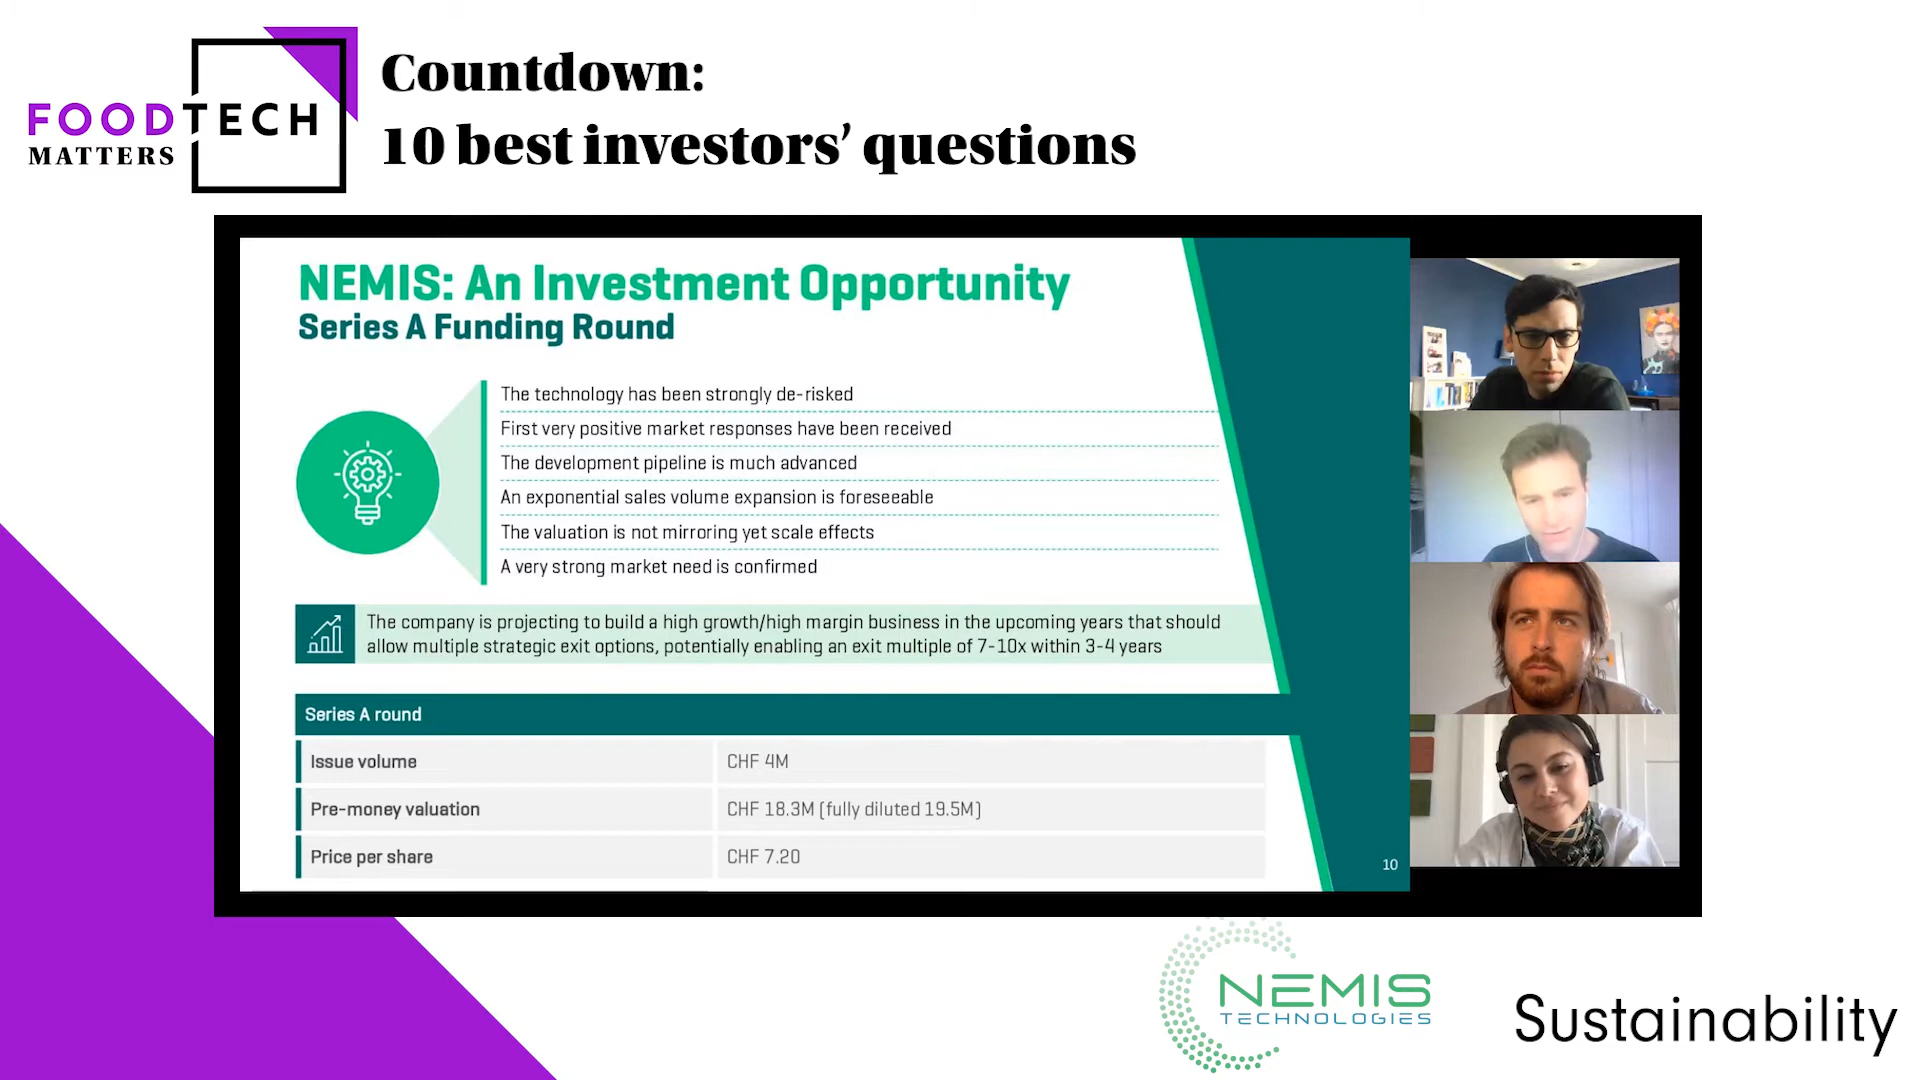 FOODTECH
MATTERS
Countdown:
10 best investors’ questions
NEMIS: An Investment Opportunity
Series A Funding Round
The technology has been strongly de-risked
First very positive market responses have been received
The development pipeline is much advanced
An exponential sales volume expansion is foreseeable
The valuation is not mirroring yet scale effects
A very strong market need is confirmed
The company is projecting to build a high growth/high margin business in the upcoming years that should
allow multiple strategic exit options, potentially enabling an exit multiple of 7-10x within 3-4 years
Series A round
Issue volume CHF 4M
Pre-money valuation CHF 18.3M (fully diluted 19.5M)
Price per share CHF 7.20
10
NEMIS
TECHNOLOGIES
Sustainability